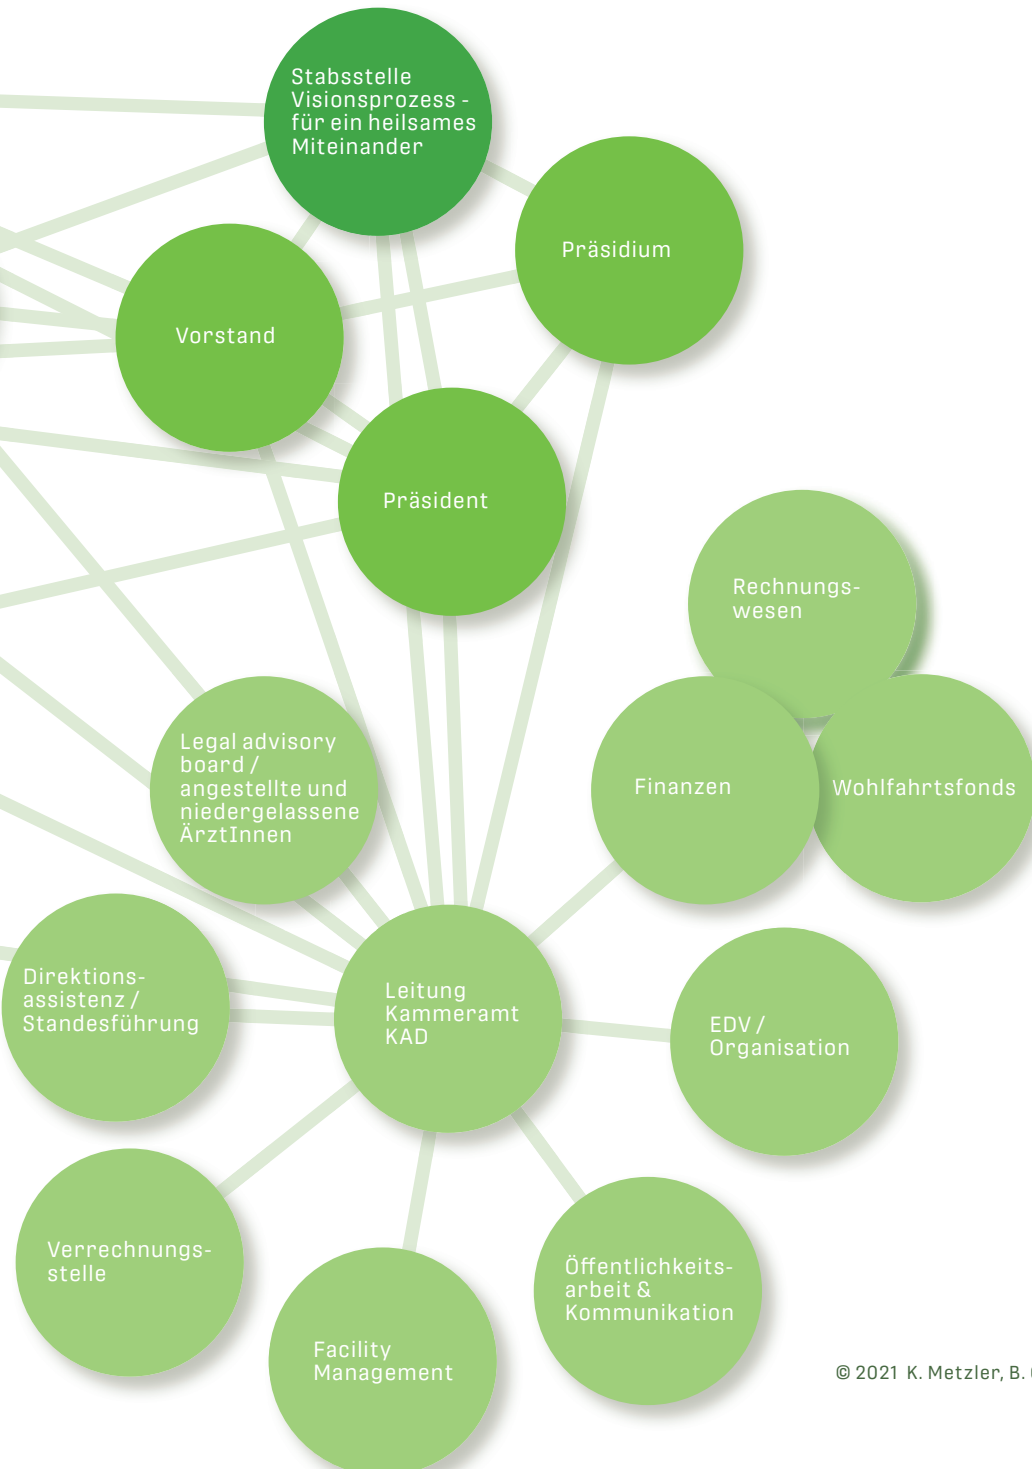 Stabsstelle
Visionsprozess -
für ein heilsames
Miteinander
Präsidium
Vorstand
Präsident
Rechnungs-
wesen
Legal advisory
board /
angestellte und
niedergelassene
ÄrztInnen
Finanzen
Wohlfahrtsfonds
Direktions-
assistenz /
Standesführung
Leitung
Kammeramt
KAD
EDV /
Organisation
Verrechnungs-
stelle
Öffentlichkeits-
arbeit &
Kommunikation
Facility
Management
© 2021 K. Metzler, B.